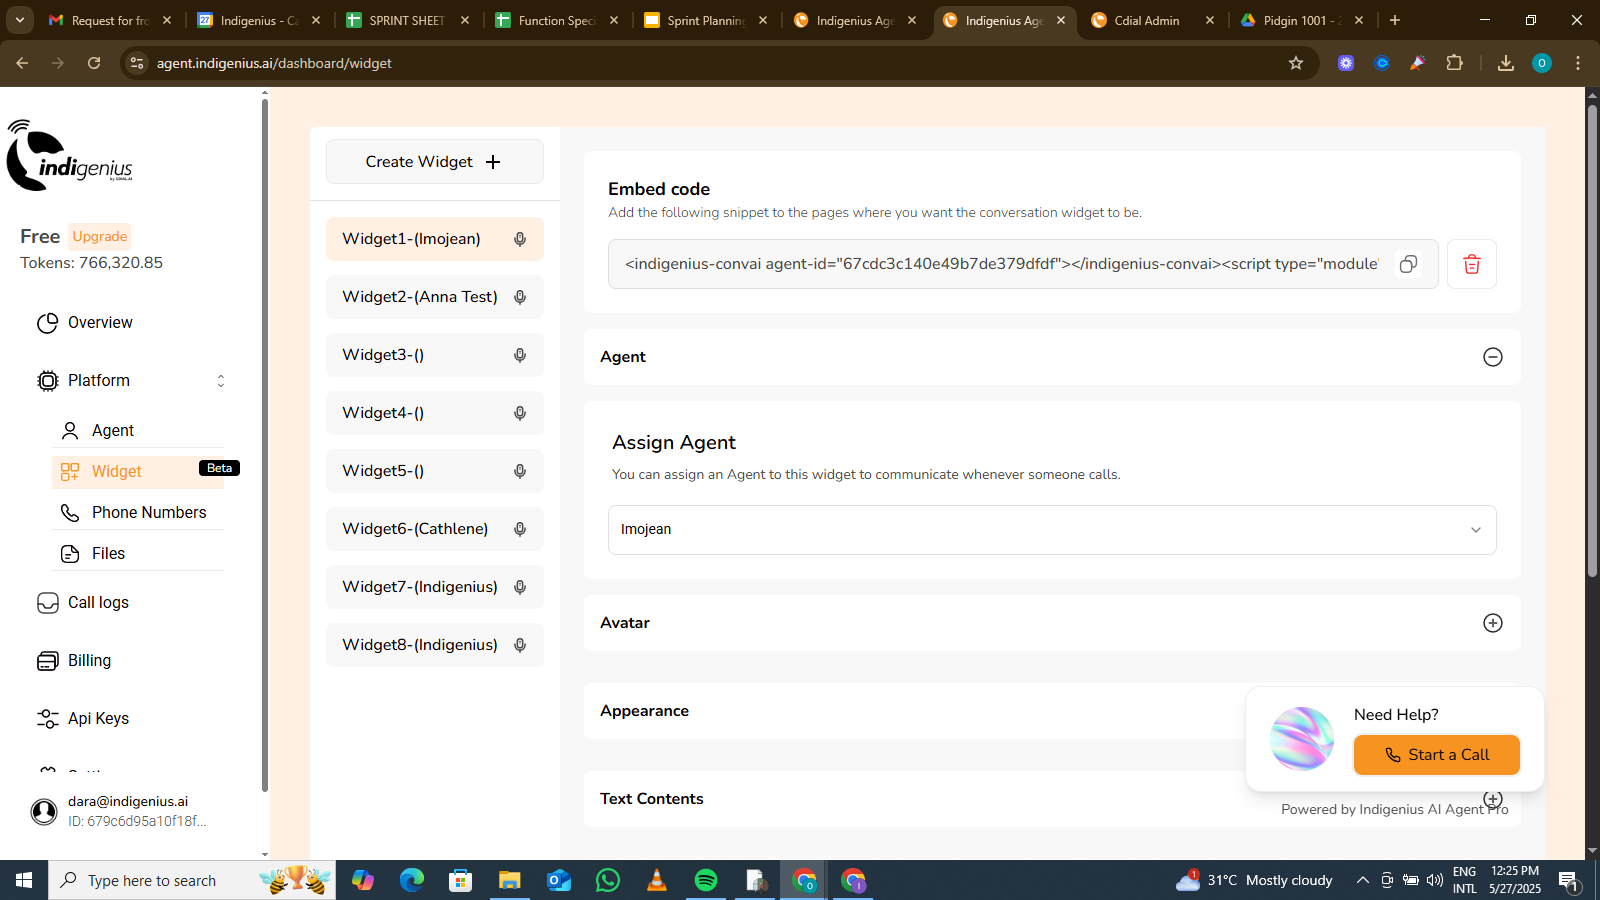 Request for fro
Indigenius - Ca
SPRINT SHEET
Function Speci
Sprint Planning
Indigenius Age
Indigenius Age
Cdial Admin
Pidgin 1001 - 2
agent.indigenius.ai/dashboard/widget
O
indigenius
Free Upgrade
Tokens: 766,320.85
Overview
Platform
Agent
Widget
Beta
Phone Numbers
Files
Call logs
Billing
Api Keys
dara@indigenius.ai
ID: 679c6d95a10f18f...
Create Widget
Widget1-(Imojean)
Widget2-(Anna Test)
Widget3-()
Widget4-()
Widget5-()
Widget6-(Cathlene)
Widget7-(Indigenius)
Widget8-(Indigenius)
Embed code
Add the following snippet to the pages where you want the conversation widget to be.
<indigenius-convai agent-id="67cdc3c140e49b7de379dfdf"></indigenius-convai><script type="module"
Agent
Assign Agent
You can assign an Agent to this widget to communicate whenever someone calls.
Imojean
Avatar
Appearance
Text Contents
Need Help?
Start a Call
Powered by Indigenius AI Agent Pro
Type here to search
1
31°C Mostly cloudy
ENG
INTL
12:25 PM
5/27/2025
1